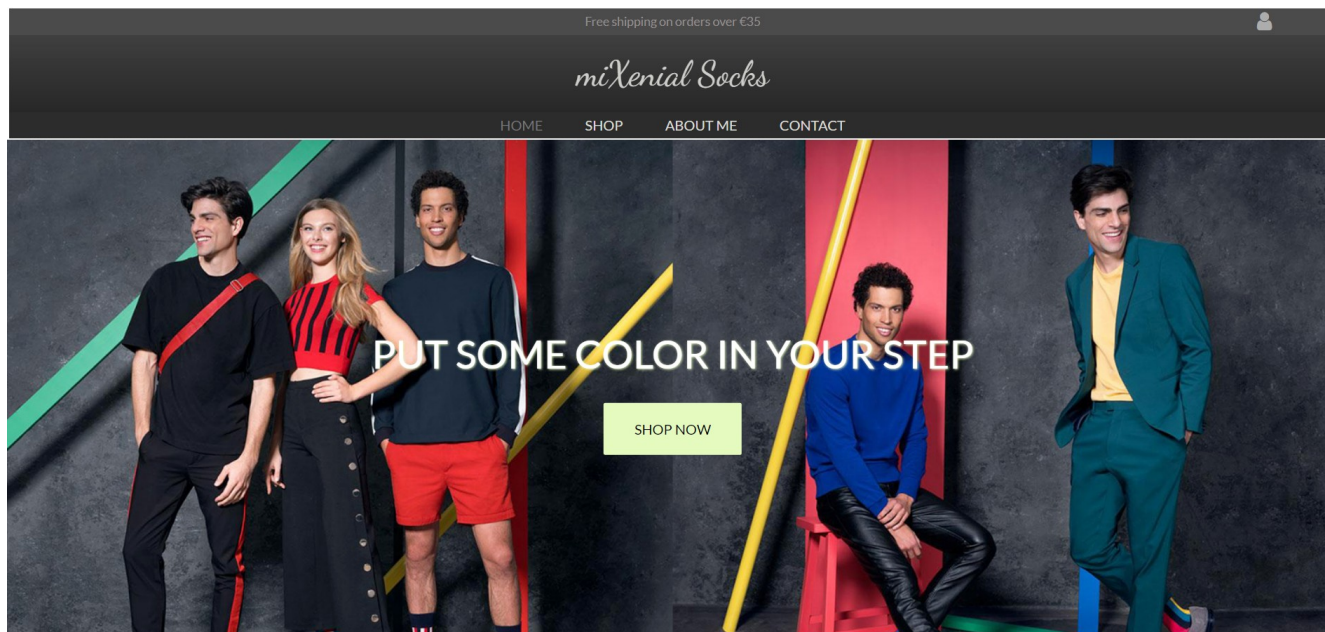 Free shipping on orders over €35
miXenial Socks
HOME SHOP ABOUT ME CONTACT
PUT SOME COLOR IN YOUR STEP
SHOP NOW